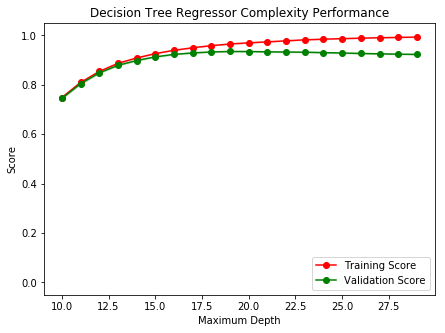 Decision Tree Regressor Complexity Performance
Score
1.0
0.8
0.6
0.4
0.2
0.0
10.0 12.5 15.0 17.5 20.0 22.5 25.0 27.5
Maximum Depth
Training Score
Validation Score